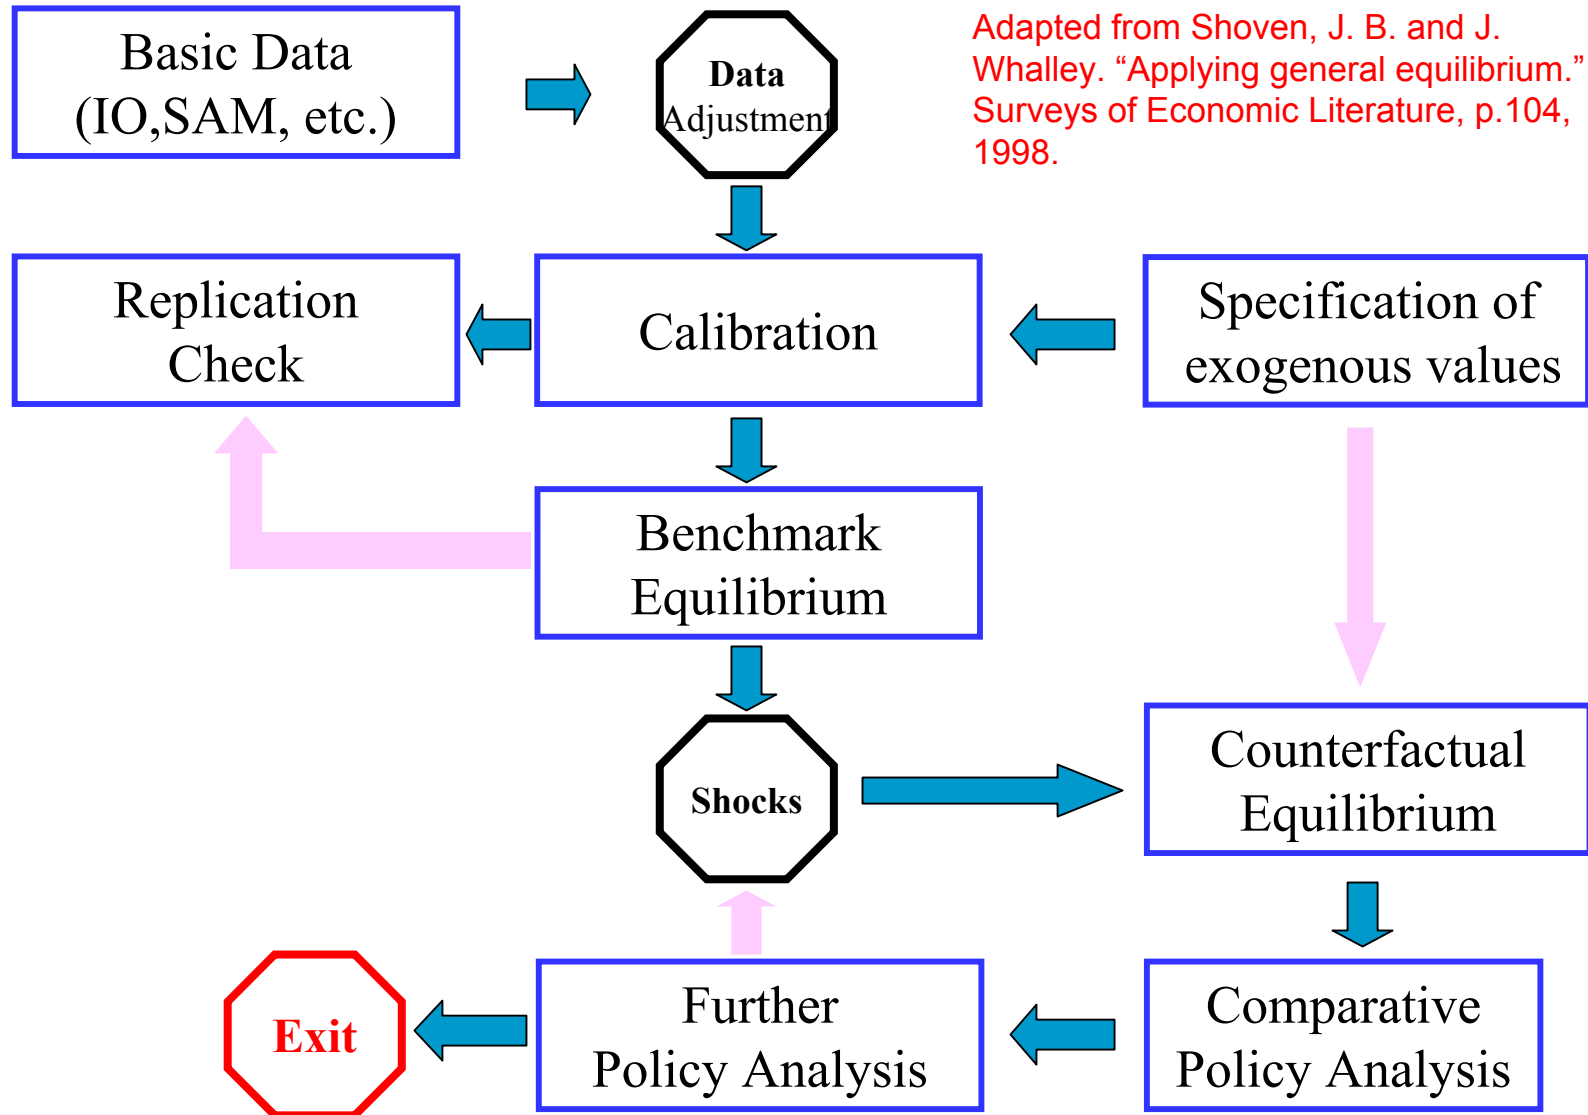 Basic Data
(IO,SAM, etc.)
Data
Adjustment
Adapted from Shoven, J. B. and J.
Whalley. “Applying general equilibrium.”
Surveys of Economic Literature, p.104,
1998.
Replication
Check
Calibration
Specification of
exogenous values
Benchmark
Equilibrium
Shocks
Counterfactual
Equilibrium
Exit
Further
Policy Analysis
Comparative
Policy Analysis